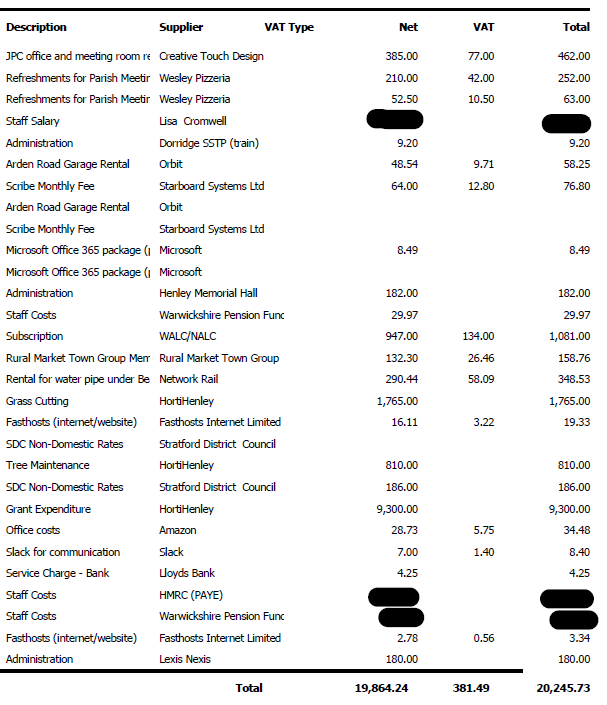 Description Supplier VAT Type Net VAT Total
JPC office and meeting room re Creative Touch Design 385.00 77.00 462.00
Refreshments for Parish Meetin Wesley Pizzeria 210.00 42.00 252.00
Refreshments for Parish Meetin Wesley Pizzeria 52.50 10.50 63.00
Staff Salary Lisa Cromwell
Administration Dorridge SSTP (train) 9.20 9.20
Arden Road Garage Rental Orbit 48.54 9.71 58.25
Scribe Monthly Fee Starboard Systems Ltd 64.00 12.80 76.80
Arden Road Garage Rental Orbit
Scribe Monthly Fee Starboard Systems Ltd
Microsoft Office 365 package (p Microsoft 8.49 8.49
Microsoft Office 365 package (p Microsoft
Administration Henley Memorial Hall 182.00 182.00
Staff Costs Warwickshire Pension Func 29.97 29.97
Subscription WALC/NALC 947.00 134.00 1,081.00
Rural Market Town Group Mem Rural Market Town Group 132.30 26.46 158.76
Rental for water pipe under Be Network Rail 290.44 58.09 348.53
Grass Cutting HortiHenley 1,765.00 1,765.00
Fasthosts (internet/website) Fasthosts Internet Limited 16.11 3.22 19.33
SDC Non-Domestic Rates Stratford District Council
Tree Maintenance HortiHenley 810.00 810.00
SDC Non-Domestic Rates Stratford District Council 186.00 186.00
Grant Expenditure HortiHenley 9,300.00 9,300.00
Office costs Amazon 28.73 5.75 34.48
Slack for communication Slack 7.00 1.40 8.40
Service Charge - Bank Lloyds Bank 4.25 4.25
Staff Costs HMRC (PAYE)
Staff Costs Warwickshire Pension Func
Fasthosts (internet/website) Fasthosts Internet Limited 2.78 0.56 3.34
Administration Lexis Nexis 180.00 180.00
Total 19,864.24 381.49 20,245.73